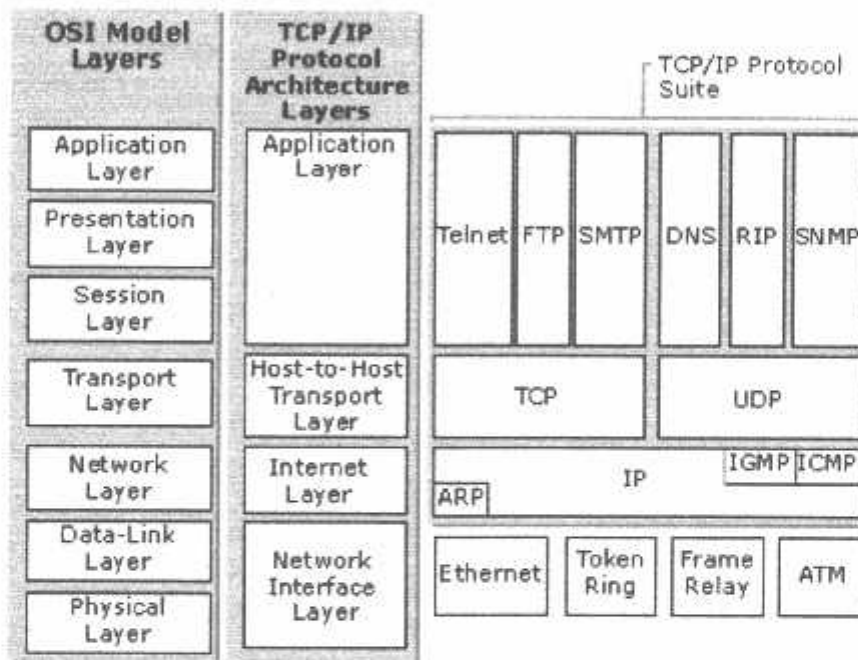 OSI Model
Layers
TCP/IP
Protocol
Architecture
Layers
TCP/IP Protocol
Suite
Application
Layer
Presentation
Layer
Session
Layer
Transport
Layer
Network
Layer
Data-Link
Layer
Physical
Layer
Application
Layer
Host-to-Host
Transport
Layer
Internet
Layer
Network
Interface
Layer
Telnet
FTP
SMTP
DNS
RIP
SNMP
TCP
UDP
IP
IGMP
ICMP
ARP
Ethernet
Token
Ring
Frame
Relay
ATM